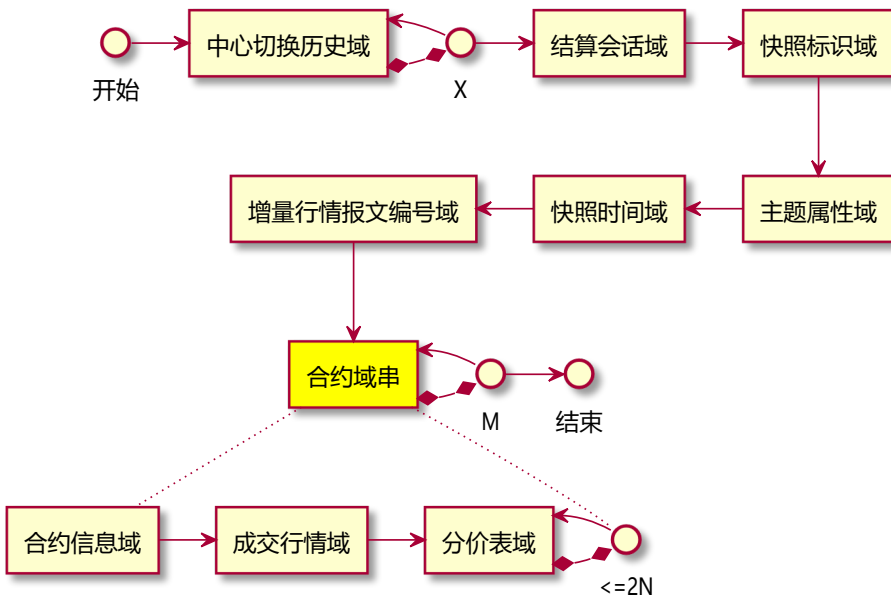 中心切换历史域
结算会话域
快照标识域
开始
X
增量行情报文编号域
快照时间域
主题属性域
合约域串
M
结束
合约信息域
成交行情域
分价表域
<=2N